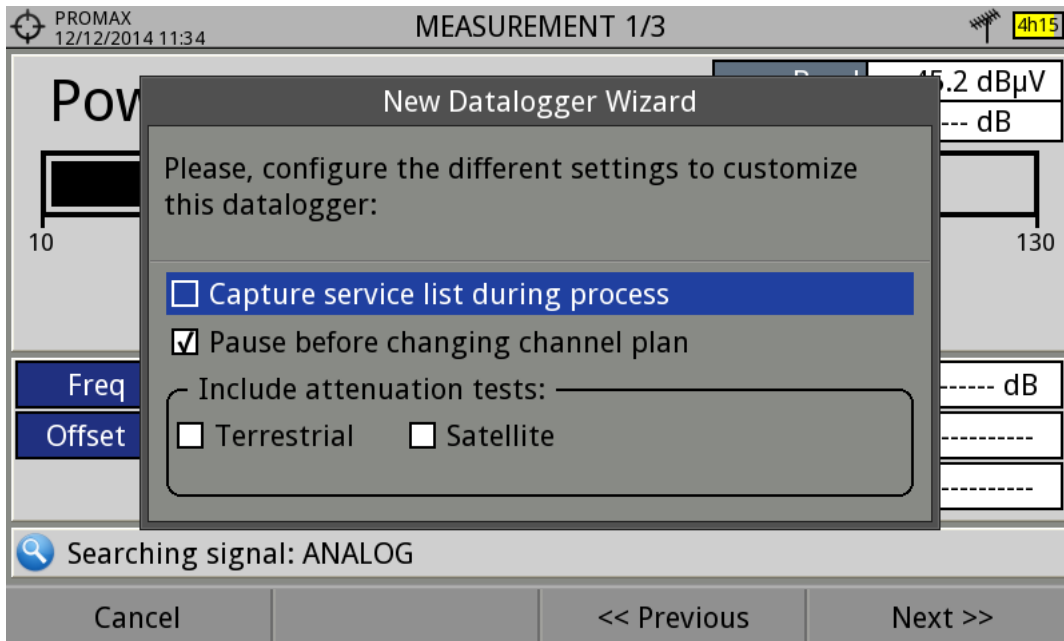 PROMAX
12/12/2014 11:34
MEASUREMENT 1/3
4h15
New Datalogger Wizard
5.2 dBµV
--- dB
Please, configure the different settings to customize
this datalogger:
10
130
Capture service list during process
Pause before changing channel plan
Freq
------ dB
Include attenuation tests:
Offset
Terrestrial
Satellite
----------
----------
Searching signal: ANALOG
Cancel
<< Previous
Next >>